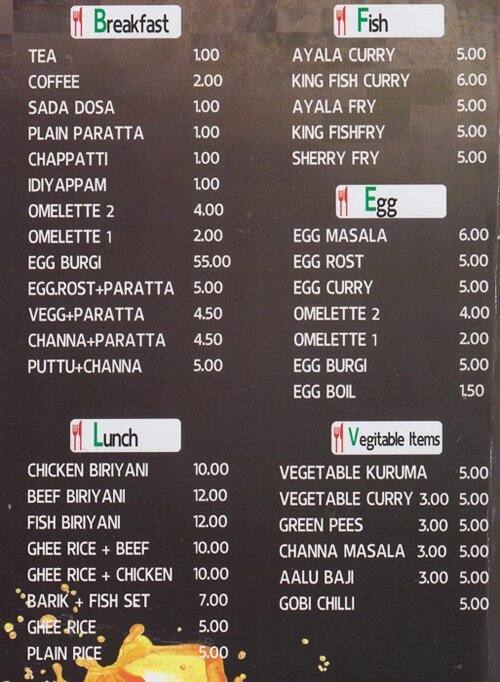 Breakfast
TEA 1.00
COFFEE 2.00
SADA DOSA 1.00
PLAIN PARATTA 1.00
CHAPPATTI 1.00
IDIYAPPAM 1.00
OMELETTE 2 4.00
OMELETTE 1 2.00
EGG BURGI 55.00
EGG.ROST+PARATTA 5.00
VEGG+PARATTA 4.50
CHANNA+PARATTA 4.50
PUTTU+CHANNA 5.00
Lunch
CHICKEN BIRIYANI 10.00
BEEF BIRIYANI 12.00
FISH BIRIYANI 12.00
GHEE RICE + BEEF 10.00
GHEE RICE + CHICKEN 10.00
BARIK + FISH SET 7.00
GHEE RICE 5.00
PLAIN RICE 5.00
Fish
AYALA CURRY 5.00
KING FISH CURRY 6.00
AYALA FRY 5.00
KING FISHFRY 5.00
SHERRY FRY 5.00
Egg
EGG MASALA 6.00
EGG ROST 5.00
EGG CURRY 5.00
OMELETTE 2 4.00
OMELETTE 1 2.00
EGG BURGI 5.00
EGG BOIL 1.50
Vegitable Items
VEGETABLE KURUMA 5.00
VEGETABLE CURRY 3.00 5.00
GREEN PEES 3.00 5.00
CHANNA MASALA 3.00 5.00
AALU BAJI 3.00 5.00
GOBI CHILLI 5.00